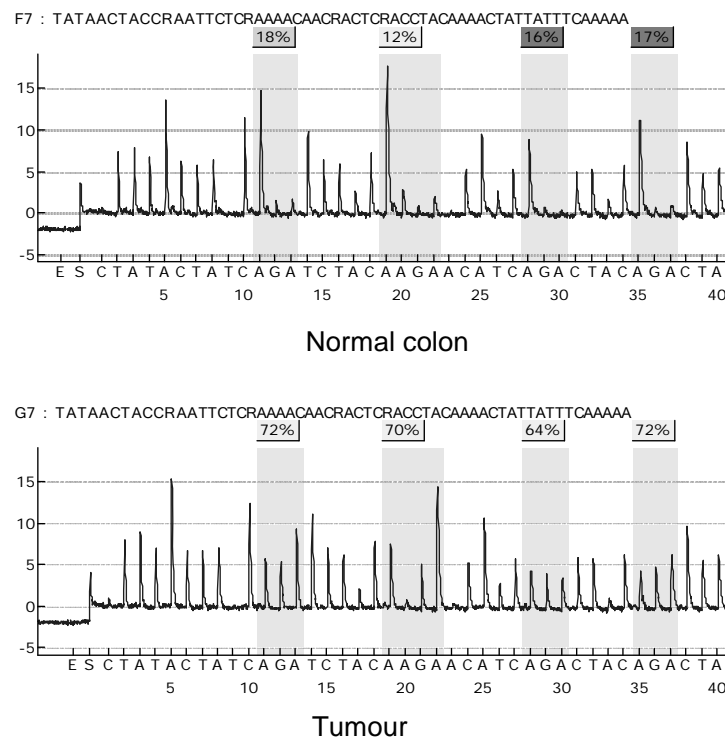 F7 : TATAACTACCRAATTCTCRAAAACAACRACTCRACCTACAAAACTATTATTTCAAAAA
18% 12% 16% 17%
15
10
5
0
-5
E S C T A T A C T A T C A G A T C T A C A A G A A C A T C A G A C T A C A G A C T A
5 10 15 20 25 30 35 40
Normal colon
G7 : TATAACTACCRAATTCTCRAAAACAACRACTCRACCTACAAAACTATTATTTCAAAAA
72% 70% 64% 72%
15
10
5
0
-5
E S C T A T A C T A T C A G A T C T A C A A G A A C A T C A G A C T A C A G A C T A
5 10 15 20 25 30 35 40
Tumour